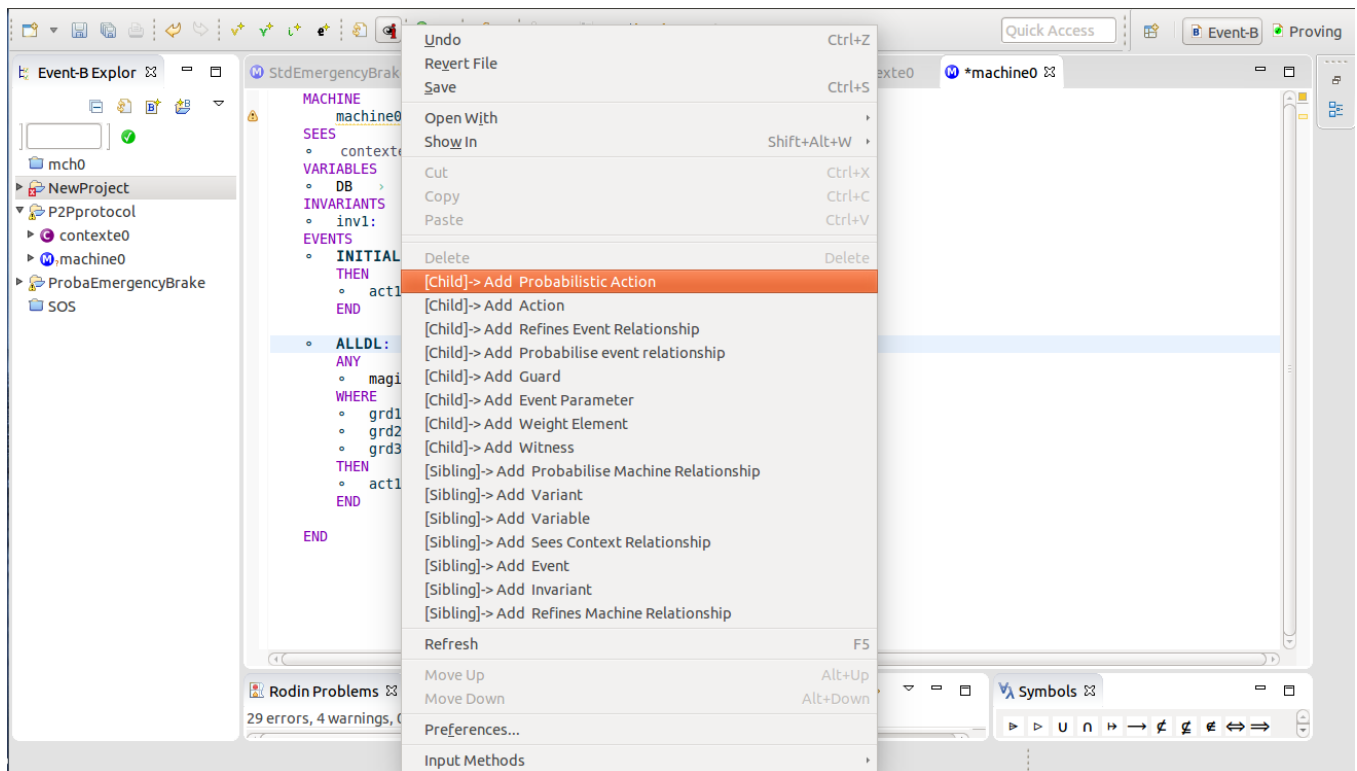 Quick Access
Event-B
Proving
Event-B Explor
mch0
NewProject
P2Pprotocol
contexte0
machine0
ProbaEmergencyBrake
SOS
StdEmergencyBrak
exte0
*machine0
MACHINE
machine0
SEES
contexte
VARIABLES
DB
INVARIANTS
inv1:
EVENTS
INITIAL
THEN
act1
END
ALLDL:
ANY
magi
WHERE
grd1
grd2
grd3
THEN
act1
END
END
Undo Ctrl+Z
Revert File
Save Ctrl+S
Open With
Show In Shift+Alt+W
Cut Ctrl+X
Copy Ctrl+C
Paste Ctrl+V
Delete Delete
[Child]-> Add Probabilistic Action
[Child]-> Add Action
[Child]-> Add Refines Event Relationship
[Child]-> Add Probabilise event relationship
[Child]-> Add Guard
[Child]-> Add Event Parameter
[Child]-> Add Weight Element
[Child]-> Add Witness
[Sibling]-> Add Probabilise Machine Relationship
[Sibling]-> Add Variant
[Sibling]-> Add Variable
[Sibling]-> Add Sees Context Relationship
[Sibling]-> Add Event
[Sibling]-> Add Invariant
[Sibling]-> Add Refines Machine Relationship
Refresh F5
Move Up Alt+Up
Move Down Alt+Down
Preferences...
Input Methods
Rodin Problems
29 errors, 4 warnings,
Symbols
⩥ ▷ ∪ ∩ ↦ ⟶ ⊄ ⊈ ∉ ⇔ ⇒